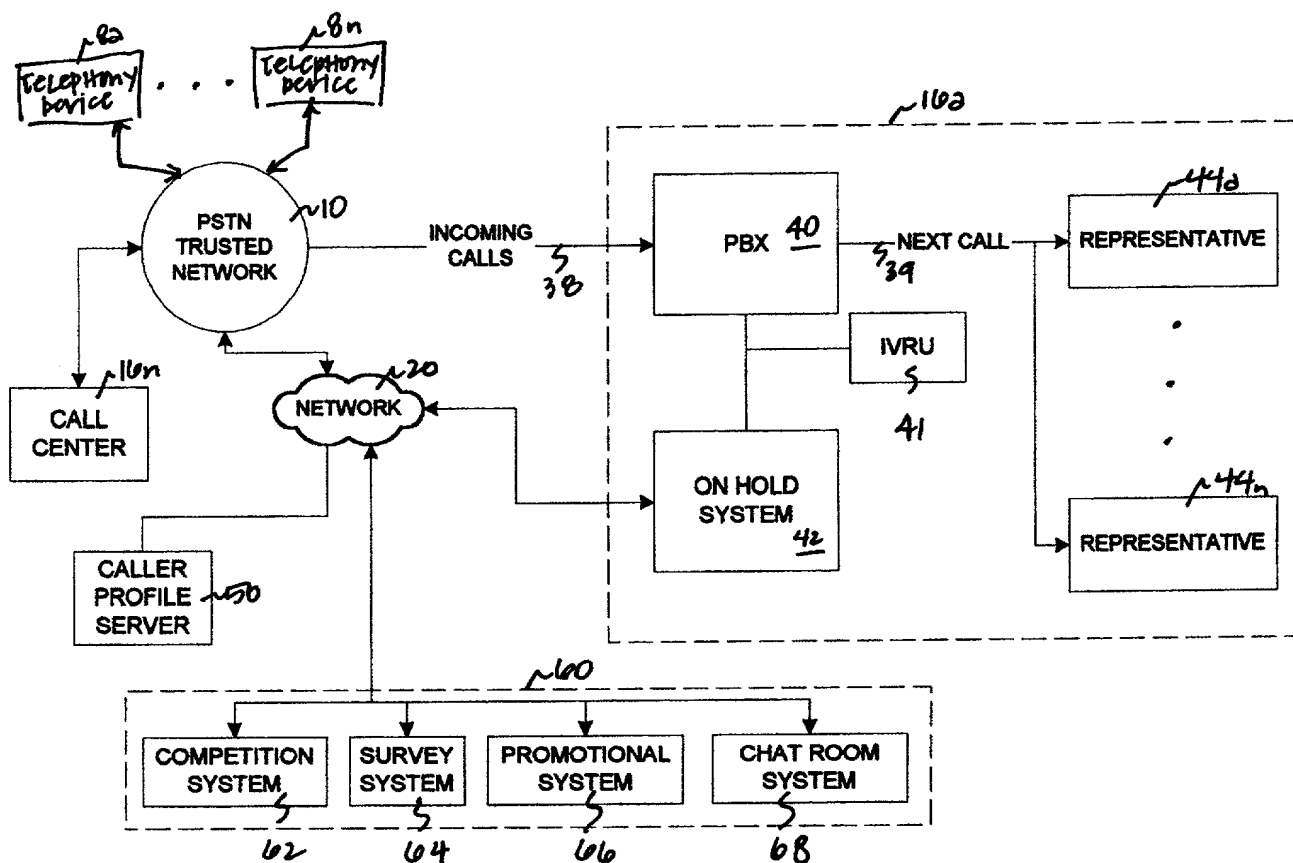 8a
8n
TELEPHONY
DEVICE
TELEPHONY
DEVICE
16a
10
PSTN
TRUSTED
NETWORK
INCOMING
CALLS
38
PBX 40
NEXT CALL
39
44a
REPRESENTATIVE
IVRU
41
16n
CALL
CENTER
20
NETWORK
ON HOLD
SYSTEM
42
44n
REPRESENTATIVE
CALLER
PROFILE
SERVER
50
60
COMPETITION
SYSTEM
SURVEY
SYSTEM
PROMOTIONAL
SYSTEM
CHAT ROOM
SYSTEM
62
64
66
68